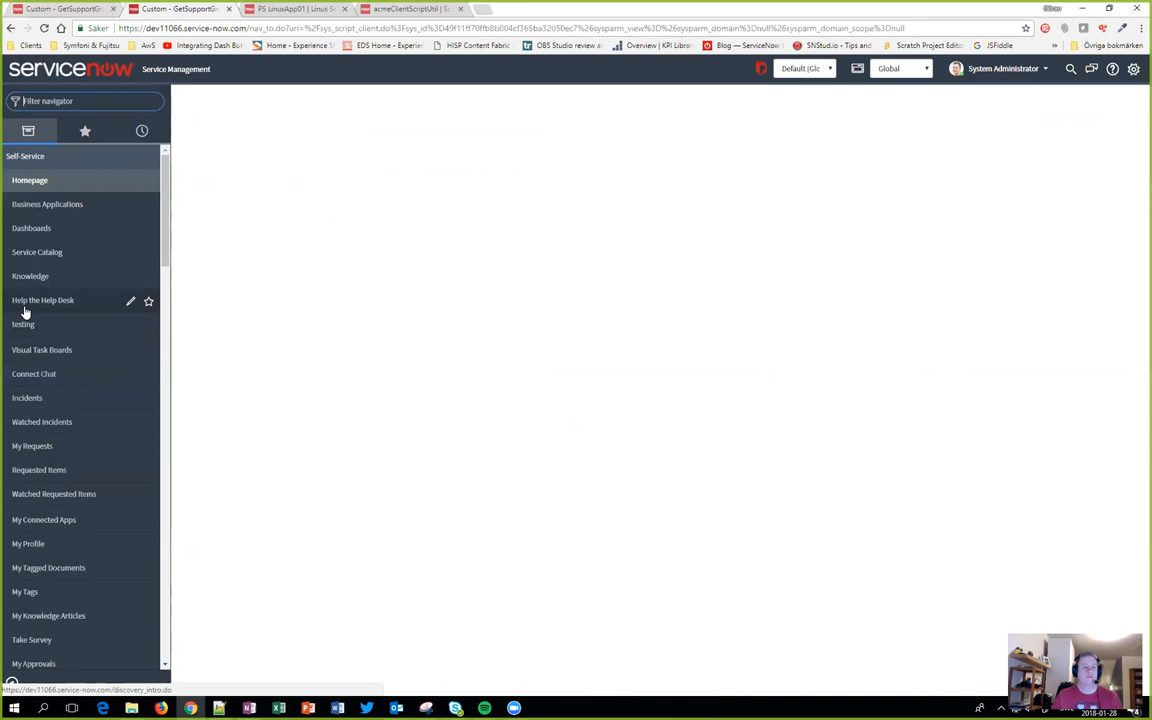 Custom - GetSupportGr
Custom - GetSupportGr
PS LinuxApp01 | Linux S
acmeClientScriptUtil | S
Säker
https://dev11066.service-now.com/nav_to.do?uri=%2Fsys_script_client.do%3Fsys_id%3D49f11ff70ffb8b004cf365ba32050ec7%26sysparm_view%3D%26sysparm_domain%3Dnull%26sysparm_domain_scope%3Dnull
Clients
Symfoni & Fujitsu
AwS
Integrating Dash But
Home - Experience S
EDS Home - Experien
HISP Content Fabric
OBS Studio review a
Overview | KPI Librar
Blog — ServiceNow
SNStud.io - Tips and
Scratch Project Edito
JSFiddle
Övriga bokmärken
servicenow
Service Management
Default [Glc
Global
System Administrator
Filter navigator
Self-Service
Homepage
Business Applications
Dashboards
Service Catalog
Knowledge
Help the Help Desk
testing
Visual Task Boards
Connect Chat
Incidents
Watched Incidents
My Requests
Requested Items
Watched Requested Items
My Connected Apps
My Profile
My Tagged Documents
My Tags
My Knowledge Articles
Take Survey
My Approvals
https://dev11066.service-now.com/discovery_intro.do
2018-01-28